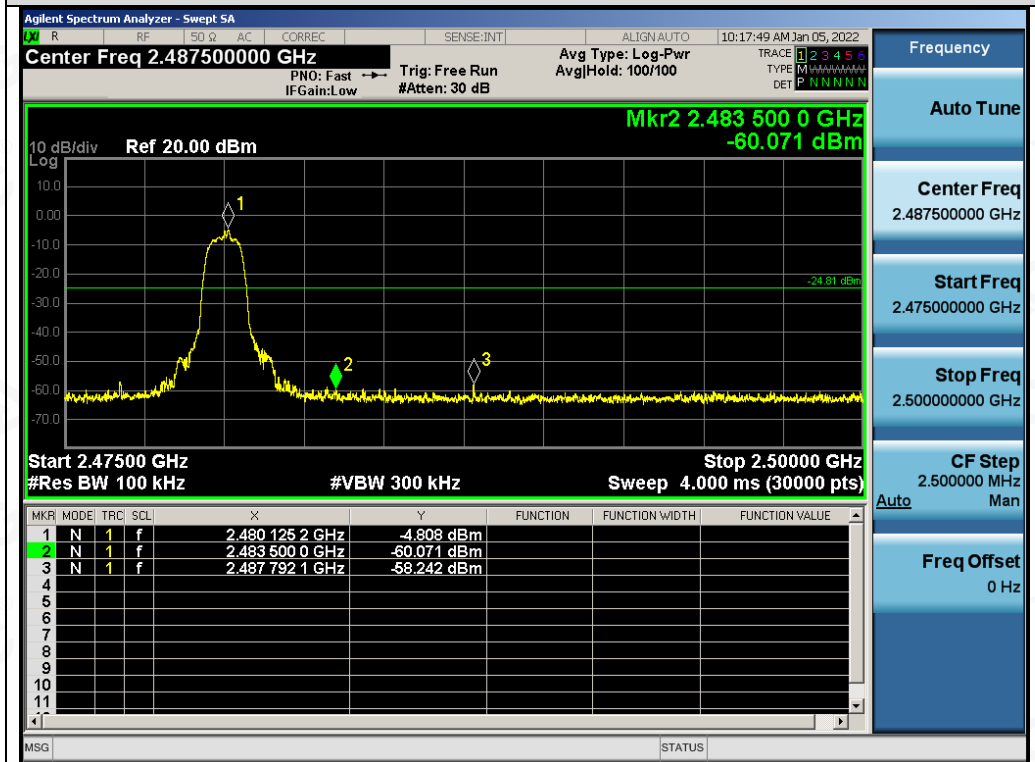 Agilent Spectrum Analyzer - Swept SA
LXI R RF 50 Ω AC CORREC SENSE:INT ALIGN AUTO 10:17:49 AM Jan 05, 2022
Center Freq 2.487500000 GHz
PNO: Fast
IFGain:Low
Trig: Free Run
#Atten: 30 dB
Avg Type: Log-Pwr
Avg|Hold: 100/100
TRACE 1 2 3 4 5 6
TYPE M WWWWW
DET P N N N N N
Mkr2 2.483 500 0 GHz
-60.071 dBm
10 dB/div Ref 20.00 dBm
Log
10.0
0.00
-10.0
-20.0
-30.0
-40.0
-50.0
-60.0
-70.0
1
2
3
-24.81 dBm
Start 2.47500 GHz Stop 2.50000 GHz
#Res BW 100 kHz #VBW 300 kHz Sweep 4.000 ms (30000 pts)
MKR MODE TRC SCL X Y FUNCTION FUNCTION WIDTH FUNCTION VALUE
1 N 1 f 2.480 125 2 GHz -4.808 dBm
2 N 1 f 2.483 500 0 GHz -60.071 dBm
3 N 1 f 2.487 792 1 GHz -58.242 dBm
4
5
6
7
8
9
10
11
MSG STATUS
Frequency
Auto Tune
Center Freq
2.487500000 GHz
Start Freq
2.475000000 GHz
Stop Freq
2.500000000 GHz
CF Step
2.500000 MHz
Auto Man
Freq Offset
0 Hz